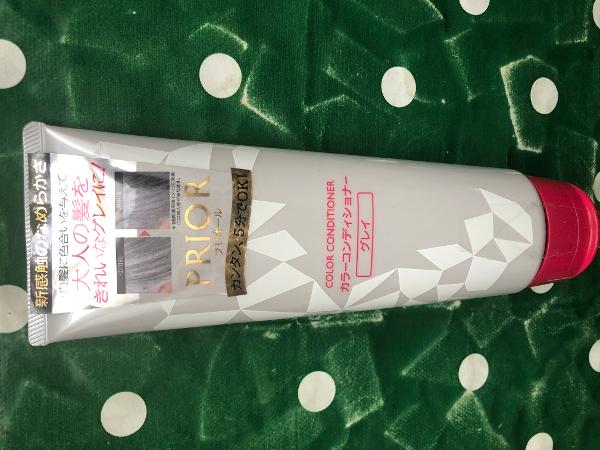 新感触のなめらかさ
白髪に色合いを与えて
大人の髪を
きれいなグレイに!
PRIOR
プリオール
カンタン、5分でOK!
COLOR CONDITIONER
カラーコンディショナー
グレイ